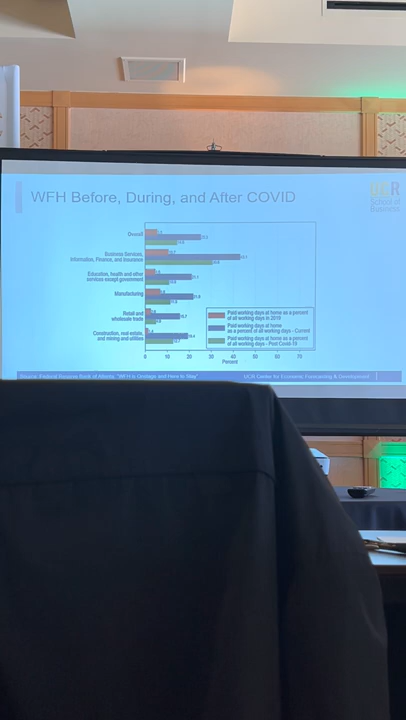 WFH Before, During, and After COVID
UCR
School of
Business
Overall
Business Services,
Information, Finance, and Insurance
Education, health and other
services except government
Manufacturing
Retail and
wholesale trade
Construction, real estate,
and mining and utilities
Paid working days at home as a percent
of all working days in 2019
Paid working days at home
as a percent of all working days - Current
Paid working days at home as a percent
of all working days - Post Covid-19
0 10 20 30 40 50 60 75
Percent
Source: Federal Reserve Bank of Atlanta, "WFH Is Onstage and Here to Stay"
UCR Center for Economic Forecasting & Development